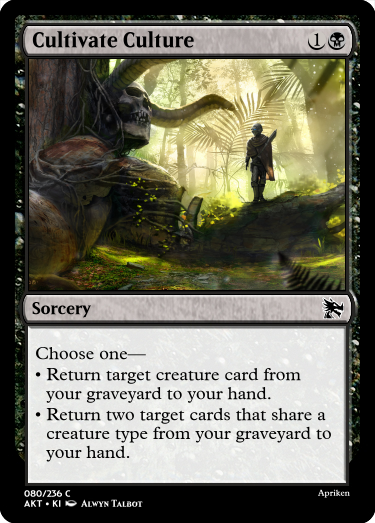 Cultivate Culture 1
Sorcery
Choose one—
• Return target creature card from
your graveyard to your hand.
• Return two target cards that share a
creature type from your graveyard to
your hand.
080/236 C
Apriken
AKT • KI Alwyn Talbot